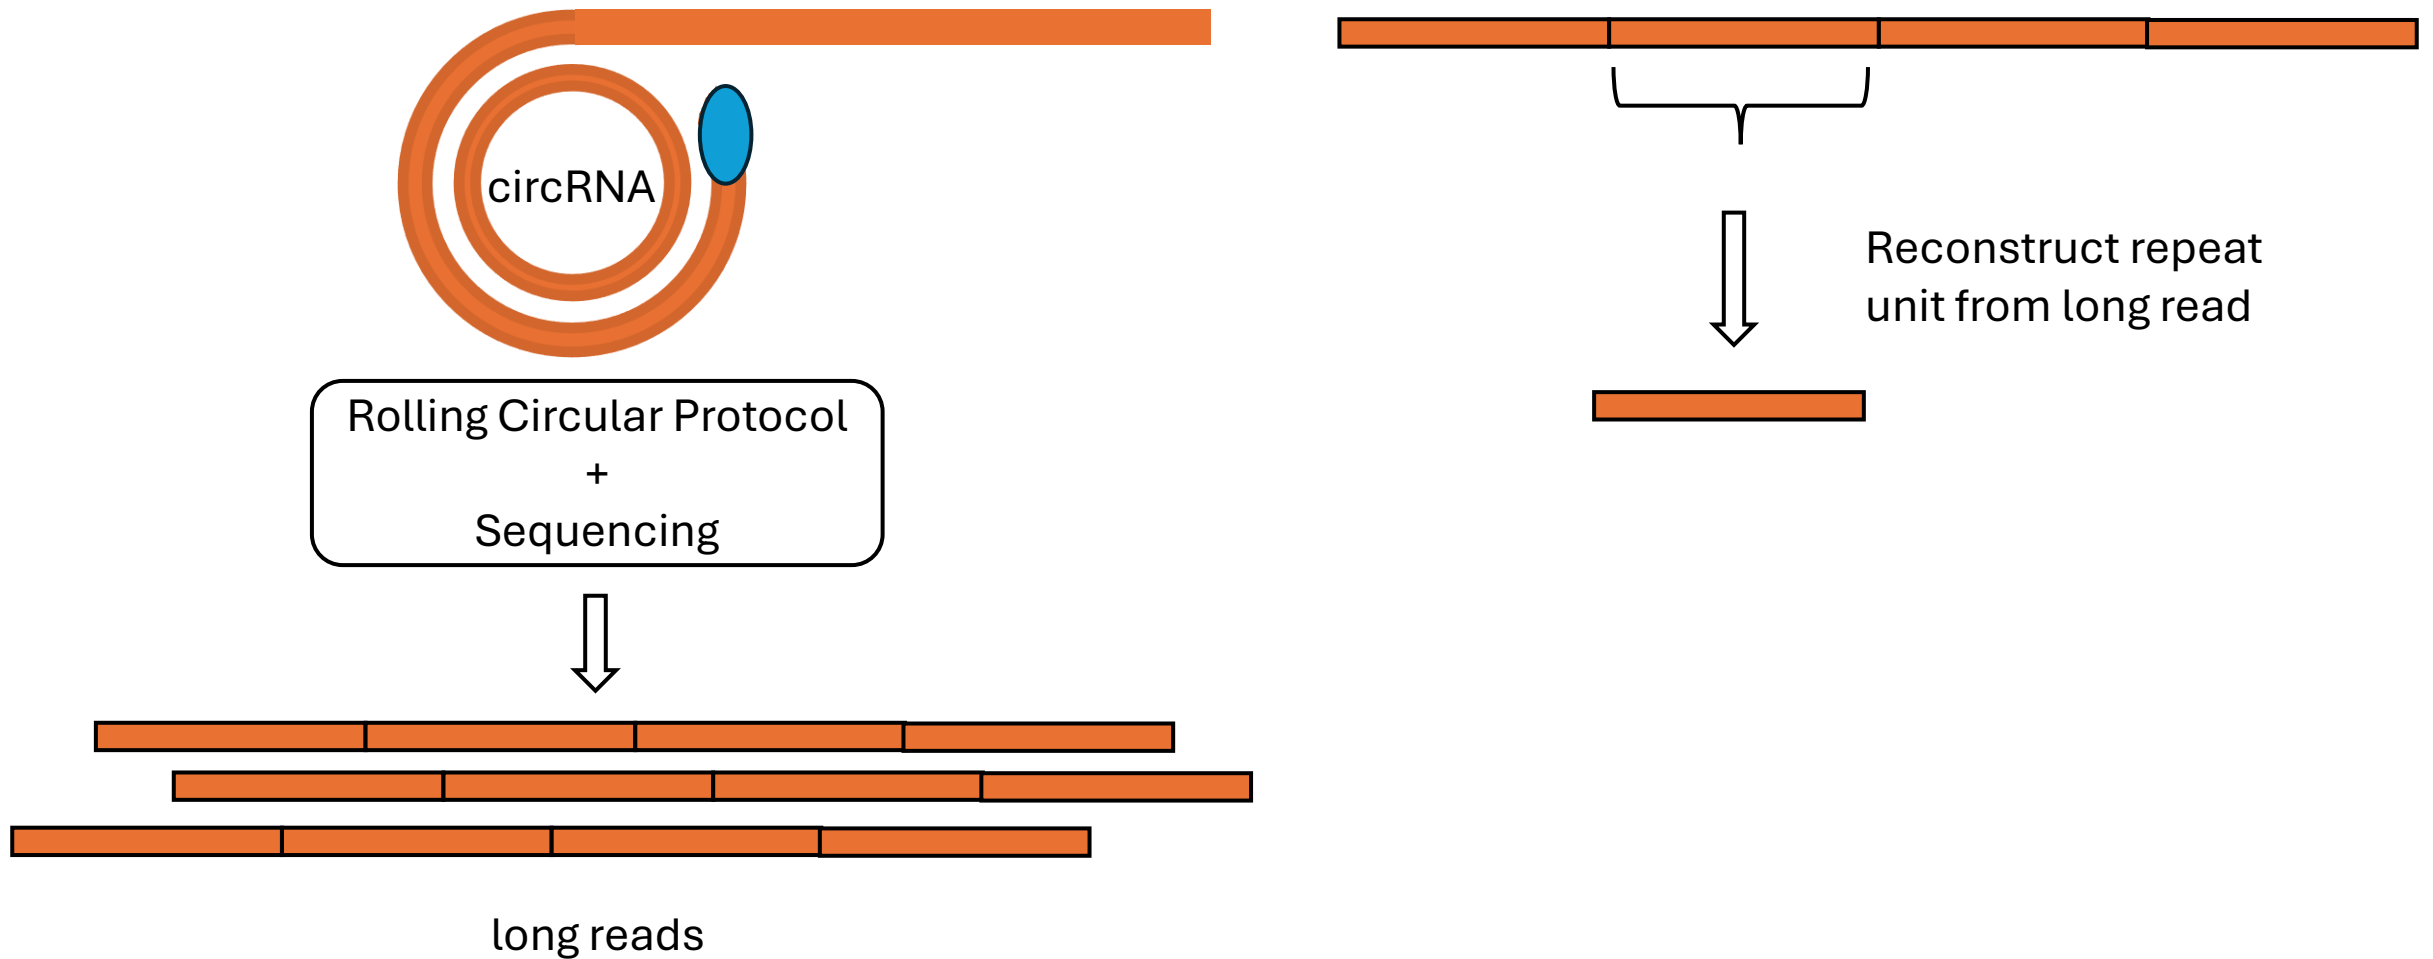 circRNA
Rolling Circular Protocol
+
Sequencing
long reads
Reconstruct repeat
unit from long read